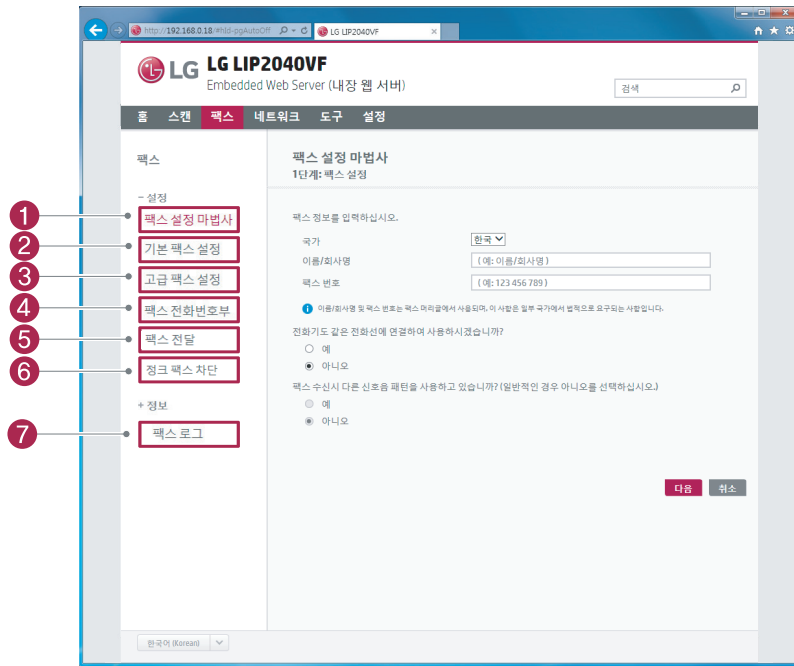 http://192.168.0.18/#hId-pgAutoOff
LG LIP2040VF
LG
LG LIP2040VF
Embedded Web Server (내장 웹 서버)
검색
홈 스캔 팩스 네트워크 도구 설정
팩스
팩스 설정 마법사
1단계: 팩스 설정
– 설정
1 팩스 설정 마법사
2 기본 팩스 설정
3 고급 팩스 설정
4 팩스 전화번호부
5 팩스 전달
6 정크 팩스 차단
+ 정보
7 팩스 로그
팩스 정보를 입력하십시오.
국가 한국
이름/회사명 ( 예: 이름/회사명 )
팩스 번호 ( 예: 123 456 789 )
이름/회사명 및 팩스 번호는 팩스 머리글에서 사용되며, 이 사항은 일부 국가에서 법적으로 요구되는 사항입니다.
전화기도 같은 전화선에 연결하여 사용하시겠습니까?
예
아니오
팩스 수신시 다른 신호음 패턴을 사용하고 있습니까? (일반적인 경우 아니오를 선택하십시오.)
예
아니오
다음 취소
한국어 (Korean)